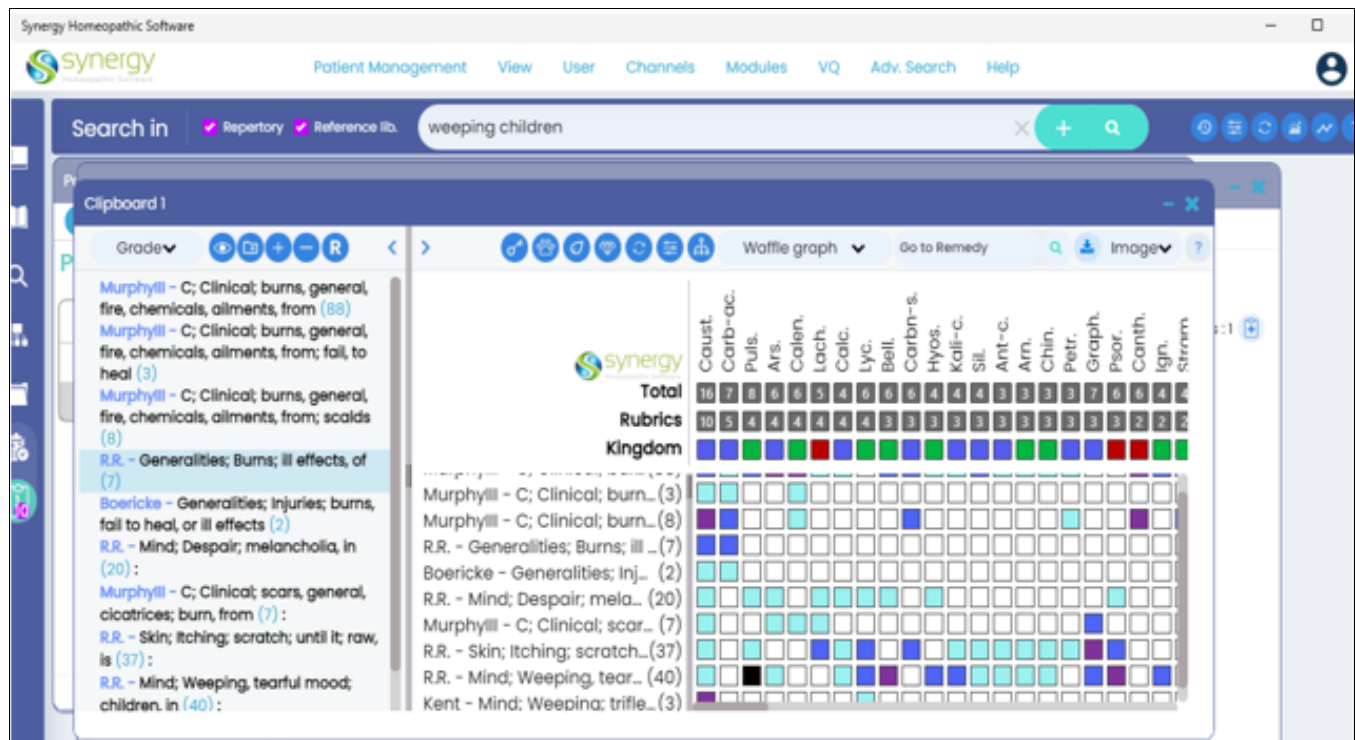 Synergy Homeopathic Software
synergy
Patient Management View User Channels Modules VQ Adv. Search Help
Search in Repertory Reference lib. weeping children
Clipboard 1
Grade R
Waffle graph Go to Remedy Image ?
MurphyIII - C; Clinical; burns, general,
fire, chemicals, ailments, from (88)
MurphyIII - C; Clinical; burns, general,
fire, chemicals, ailments, from; fail, to
heal (3)
MurphyIII - C; Clinical; burns, general,
fire, chemicals, ailments, from; scalds
(8)
R.R. - Generalities; Burns; ill effects, of
(7)
Boericke - Generalities; Injuries; burns,
fail to heal, or ill effects (2)
R.R. - Mind; Despair; melancholia, in
(20) :
MurphyIII - C; Clinical; scars, general,
cicatrices; burn, from (7) :
R.R. - Skin; Itching; scratch; until it; raw,
is (37) :
R.R. - Mind; Weeping, tearful mood;
children, in (40) :
synergy
Caust. Carb-ac. Puls. Ars. Calen. Lach. Calc. Lyc. Bell. Carbn-s. Hyos. Kali-c. Sil. Ant-c. Arn. Chin. Petr. Graph. Psor. Canth. Ign. Stram
Total 16 7 8 6 6 5 4 6 6 6 4 4 4 3 3 3 3 7 6 6 4 4
Rubrics 10 5 4 4 4 4 4 4 3 3 3 3 3 3 3 3 3 3 3 2 2 2
Kingdom
MurphyIII - C; Clinical; burn... (3)
MurphyIII - C; Clinical; burn... (8)
R.R. - Generalities; Burns; ill ... (7)
Boericke - Generalities; Inj... (2)
R.R. - Mind; Despair; mela... (20)
MurphyIII - C; Clinical; scar... (7)
R.R. - Skin; Itching; scratch... (37)
R.R. - Mind; Weeping, tear... (40)
Kent - Mind; Weeping; trifle... (3)
s :1
10